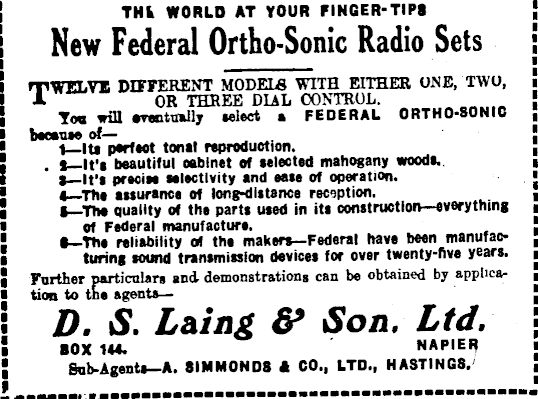 THE WORLD AT YOUR FINGER-TIPS
New Federal Ortho-Sonic Radio Sets
TWELVE DIFFERENT MODELS WITH EITHER ONE, TWO,
OR THREE DIAL CONTROL.
You will eventually select a FEDERAL ORTHO-SONIC
because of—
1—Its perfect tonal reproduction.
2—It's beautiful cabinet of selected mahogany woods.
3—It's precise selectivity and ease of operation.
4—The assurance of long-distance reception.
5—The quality of the parts used in its construction—everything
of Federal manufacture.
6—The reliability of the makers—Federal have been manufac-
turing sound transmission devices for over twenty-five years.
Further particulars and demonstrations can be obtained by applica-
tion to the agents—
D. S. Laing & Son, Ltd.
BOX 144. NAPIER
Sub-Agents—A. SIMMONDS & CO., LTD., HASTINGS.